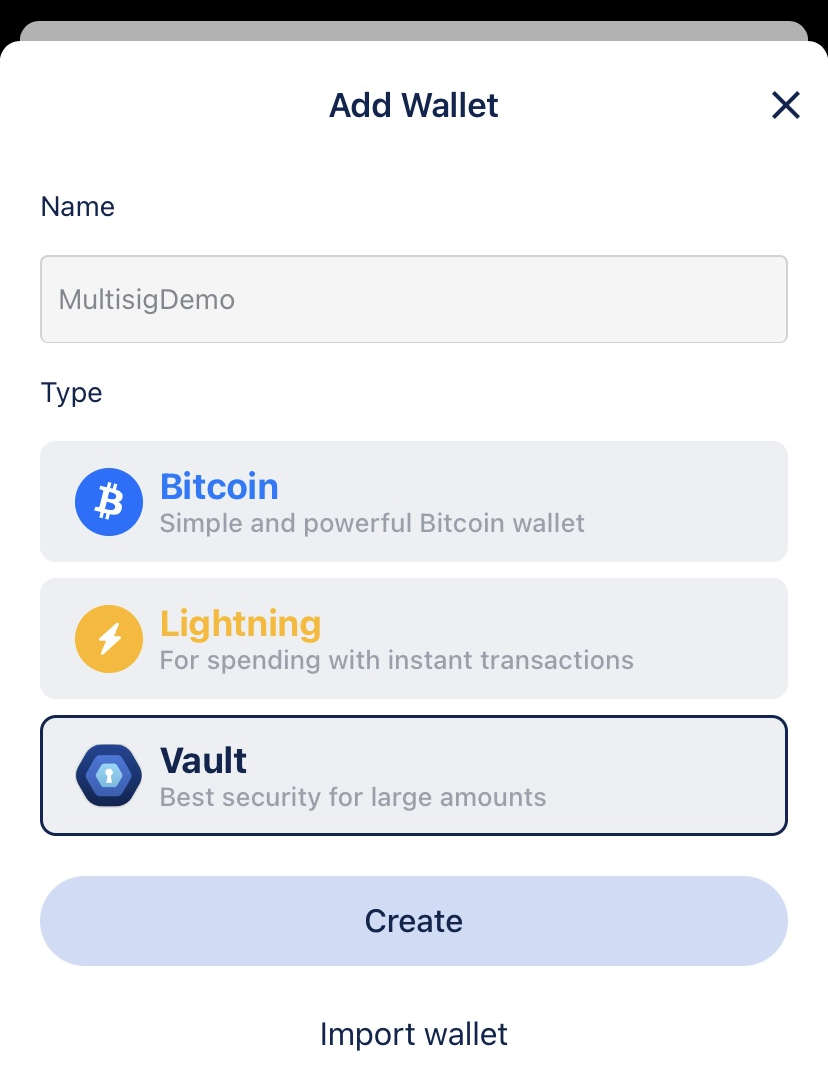 Add Wallet
Name
MultisigDemo
Type
Bitcoin
Simple and powerful Bitcoin wallet
Lightning
For spending with instant transactions
Vault
Best security for large amounts
Create
Import wallet